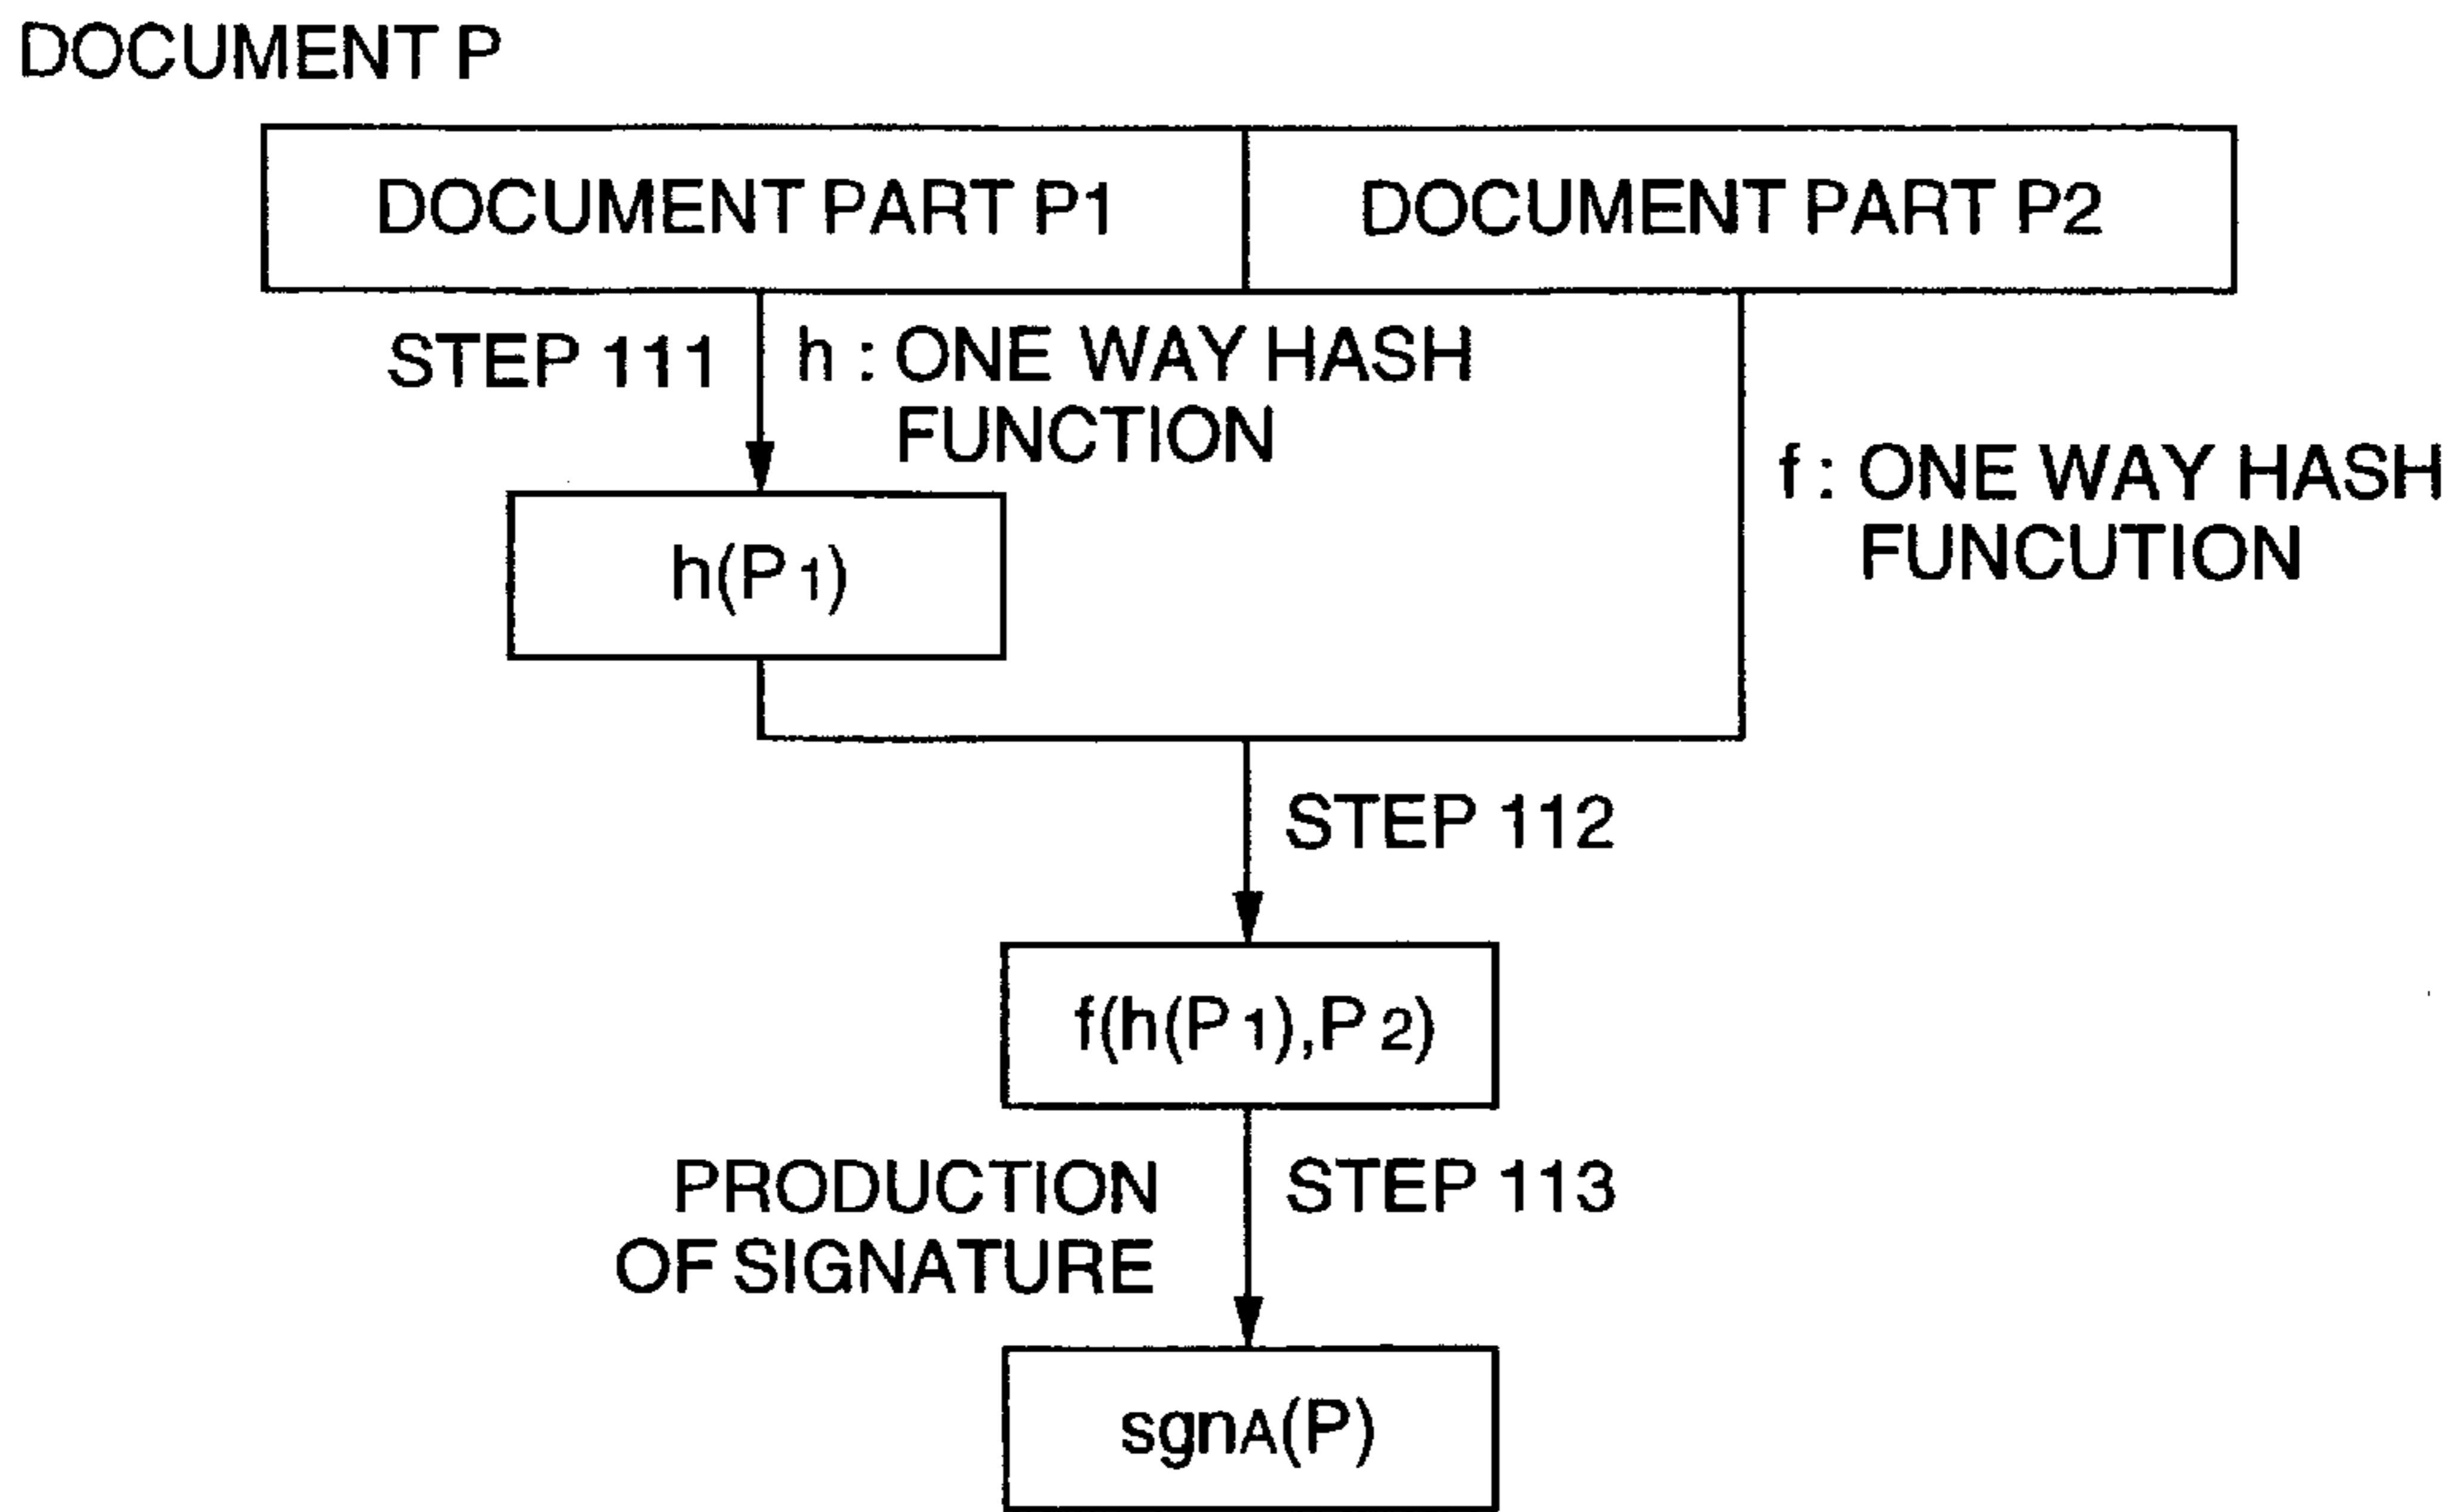 DOCUMENT P
DOCUMENT PART P1
DOCUMENT PART P2
STEP 111
h : ONE WAY HASH
FUNCTION
f : ONE WAY HASH
FUNCUTION
h(P1)
STEP 112
f(h(P1),P2)
PRODUCTION
OF SIGNATURE
STEP 113
sgnA(P)